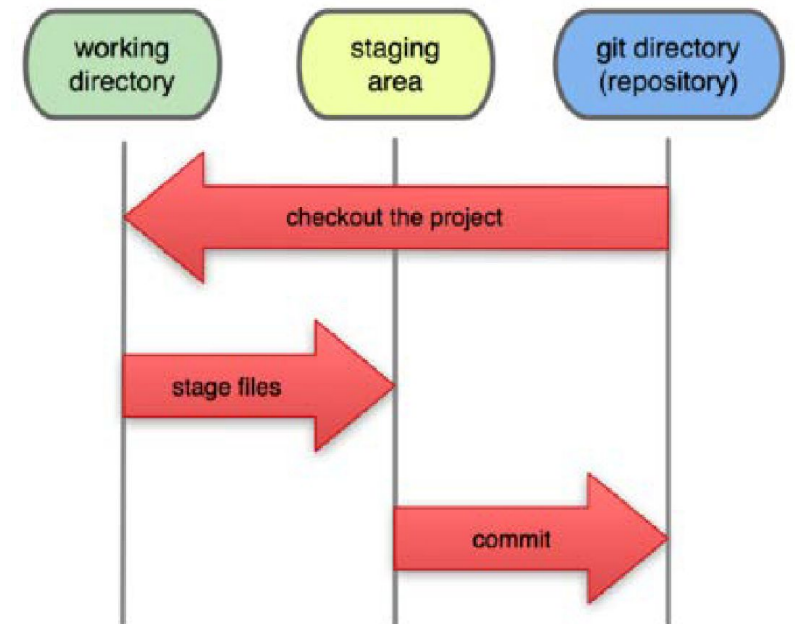 working
directory
staging
area
git directory
(repository)
checkout the project
stage files
commit